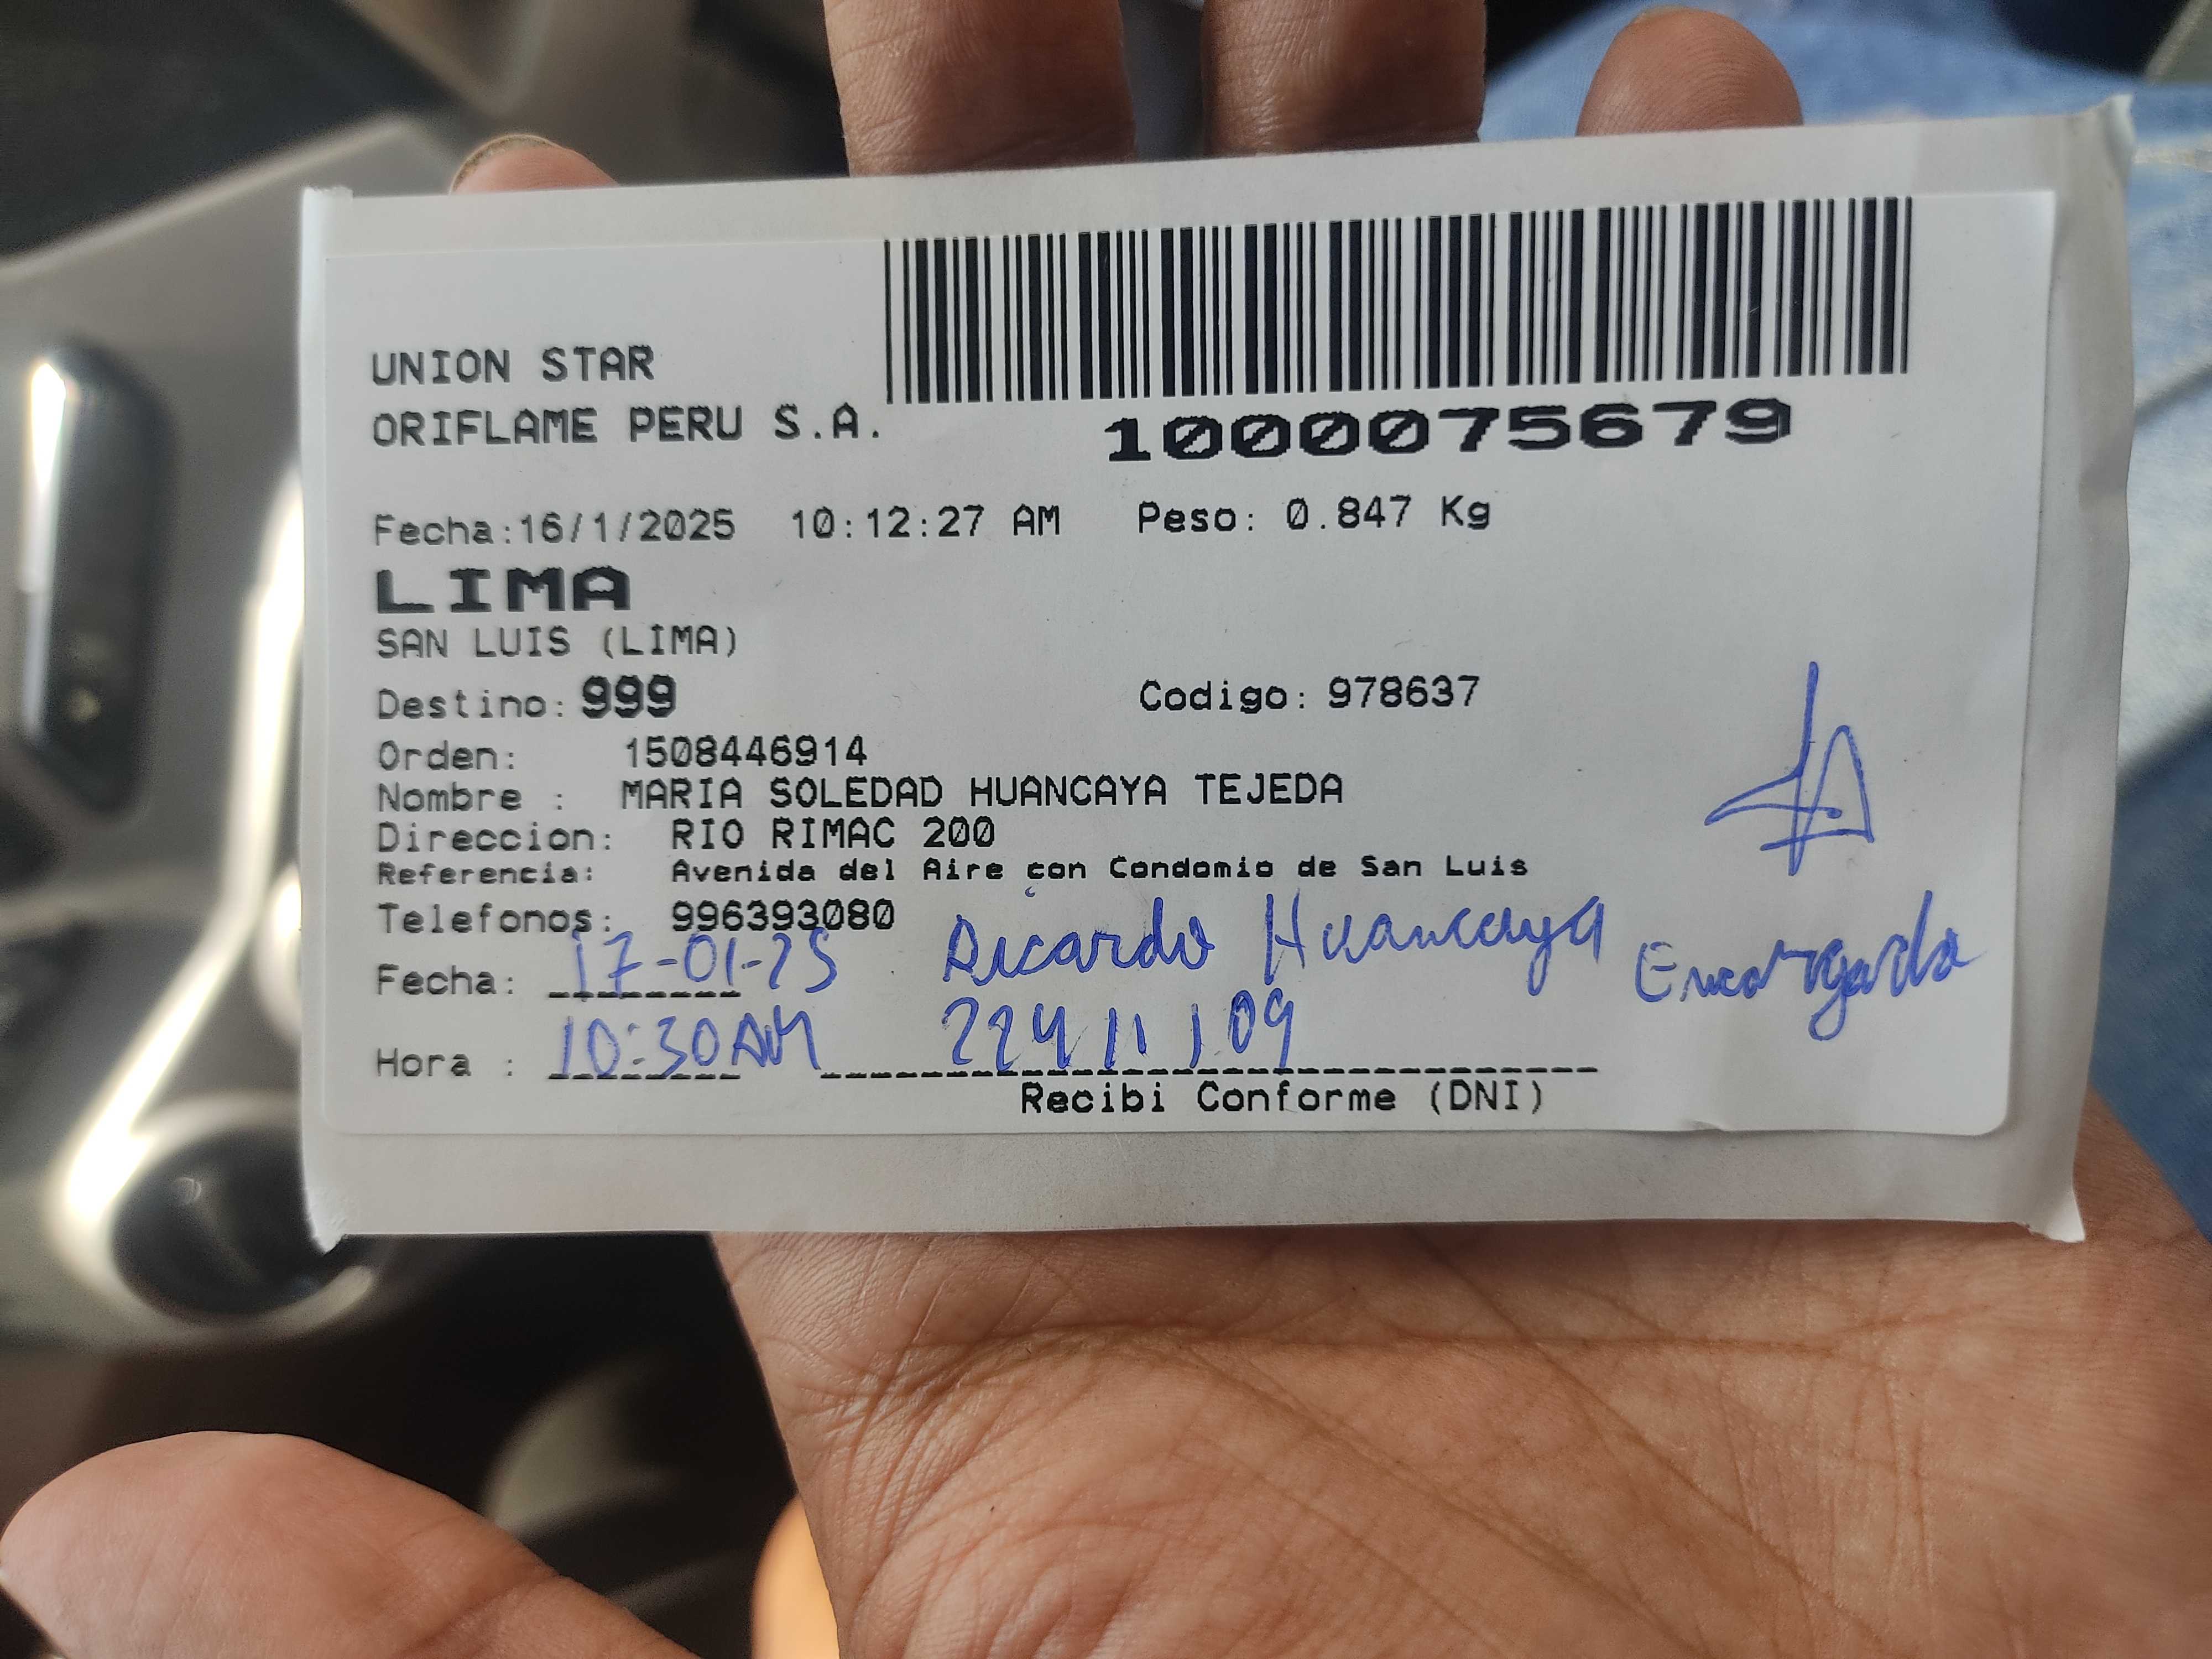 UNION STAR
ORIFLAME PERU S.A.
1000075679
Fecha:16/1/2025 10:12:27 AM Peso: 0.847 Kg
LIMA
SAN LUIS (LIMA)
Destino: 999 Codigo: 978637
Orden: 1508446914
Nombre : MARIA SOLEDAD HUANCAYA TEJEDA
Direccion: RIO RIMAC 200
Referencia: Avenida del Aire con Condomio de San Luis
Telefonos: 996393080
Fecha: 17-01-25 Ricardo Huancaya Encargado
Hora : 10:30AM 22411109
Recibi Conforme (DNI)